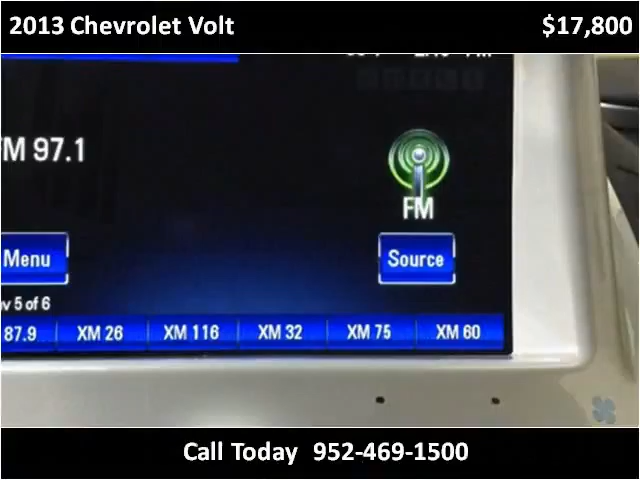 2013 Chevrolet Volt $17,800
FM 97.1
FM
Menu Source
5 of 6
87.9 XM 26 XM 116 XM 32 XM 75 XM 60
Call Today 952-469-1500